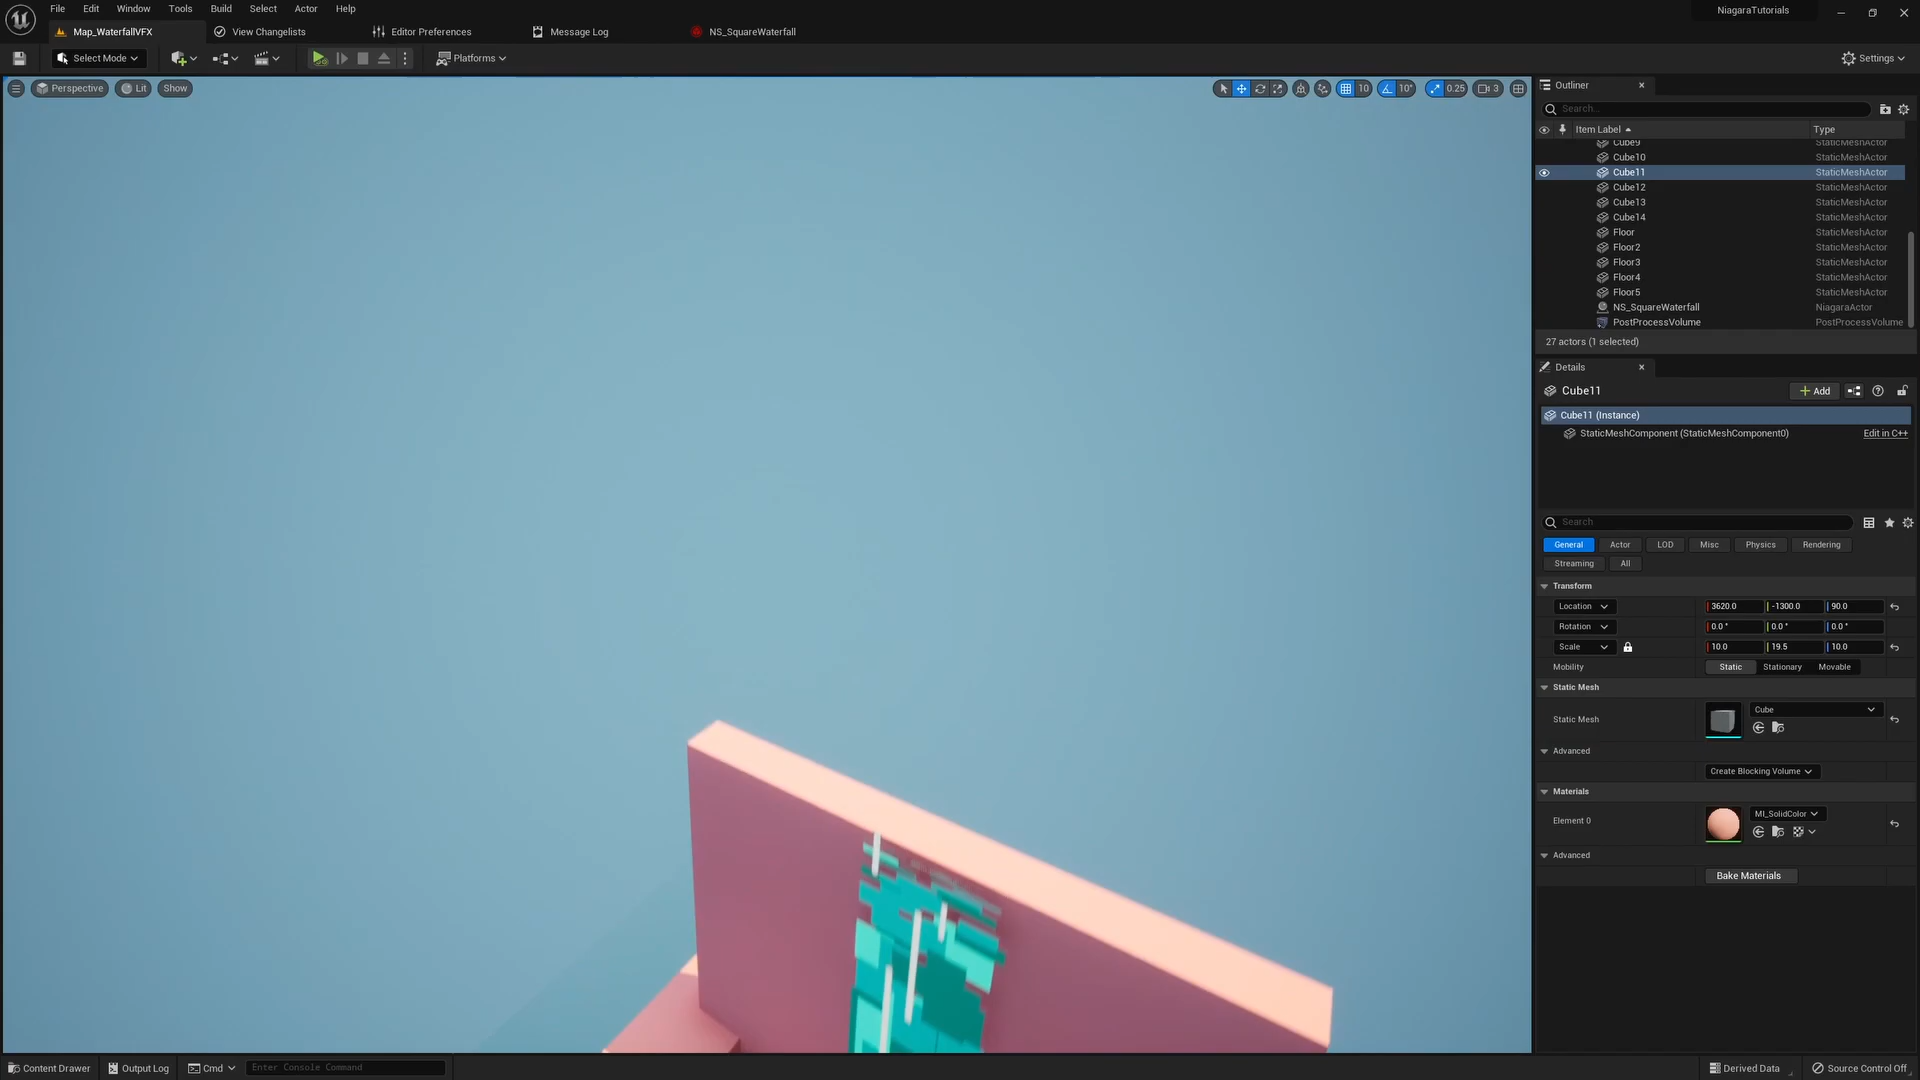 File Edit Window Tools Build Select Actor Help
NiagaraTutorials
Map_WaterfallVFX View Changelists Editor Preferences Message Log NS_SquareWaterfall
Select Mode Platforms Settings
Perspective Lit Show 10 10° 0.25 3
Outliner
Search...
Item Label Type
Cube9 StaticMeshActor
Cube10 StaticMeshActor
Cube11 StaticMeshActor
Cube12 StaticMeshActor
Cube13 StaticMeshActor
Cube14 StaticMeshActor
Floor StaticMeshActor
Floor2 StaticMeshActor
Floor3 StaticMeshActor
Floor4 StaticMeshActor
Floor5 StaticMeshActor
NS_SquareWaterfall NiagaraActor
PostProcessVolume PostProcessVolume
27 actors (1 selected)
Details
Cube11 Add
Cube11 (Instance)
StaticMeshComponent (StaticMeshComponent0) Edit in C++
Search
General Actor LOD Misc Physics Rendering
Streaming All
Transform
Location 3620.0 -1300.0 90.0
Rotation 0.0° 0.0° 0.0°
Scale 10.0 19.5 10.0
Mobility Static Stationary Movable
Static Mesh
Static Mesh Cube
Advanced
Create Blocking Volume
Materials
Element 0 MI_SolidColor
Advanced
Bake Materials
Content Drawer Output Log Cmd Enter Console Command Derived Data Source Control Off